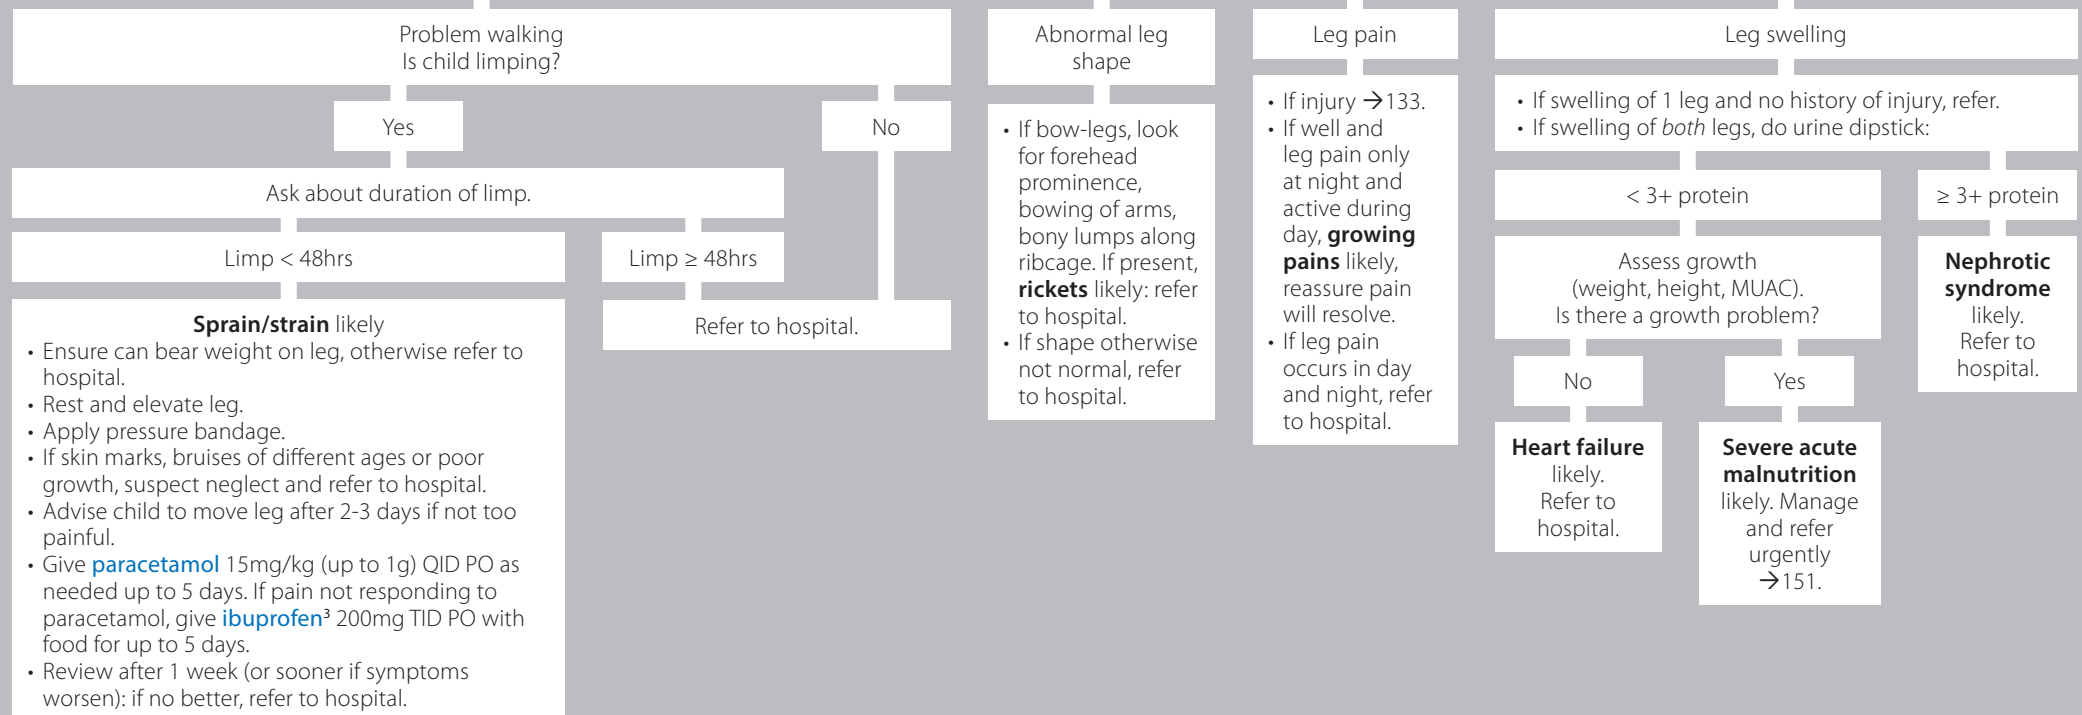 Problem walking
Is child limping?
Yes
No
Ask about duration of limp.
Limp < 48hrs
Limp ≥ 48hrs
Sprain/strain likely
• Ensure can bear weight on leg, otherwise refer to
hospital.
• Rest and elevate leg.
• Apply pressure bandage.
• If skin marks, bruises of different ages or poor
growth, suspect neglect and refer to hospital.
• Advise child to move leg after 2-3 days if not too
painful.
• Give paracetamol 15mg/kg (up to 1g) QID PO as
needed up to 5 days. If pain not responding to
paracetamol, give ibuprofen³ 200mg TID PO with
food for up to 5 days.
• Review after 1 week (or sooner if symptoms
worsen): if no better, refer to hospital.
Refer to hospital.
Abnormal leg
shape
• If bow-legs, look
for forehead
prominence,
bowing of arms,
bony lumps along
ribcage. If present,
rickets likely: refer
to hospital.
• If shape otherwise
not normal, refer
to hospital.
Leg pain
• If injury →133.
• If well and
leg pain only
at night and
active during
day, growing
pains likely,
reassure pain
will resolve.
• If leg pain
occurs in day
and night, refer
to hospital.
Leg swelling
• If swelling of 1 leg and no history of injury, refer.
• If swelling of both legs, do urine dipstick:
< 3+ protein
≥ 3+ protein
Assess growth
(weight, height, MUAC).
Is there a growth problem?
No
Yes
Heart failure
likely.
Refer to
hospital.
Severe acute
malnutrition
likely. Manage
and refer
urgently
→151.
Nephrotic
syndrome
likely.
Refer to
hospital.